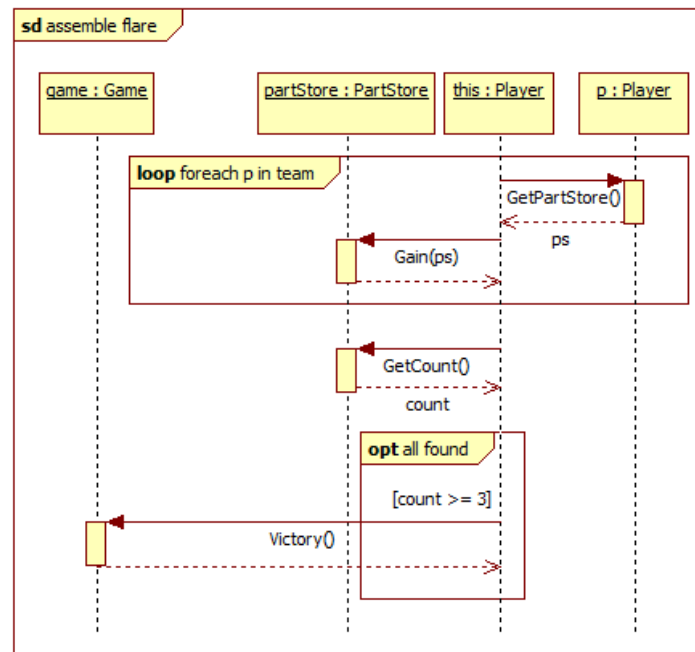 sd assemble flare
game : Game
partStore : PartStore
this : Player
p : Player
loop foreach p in team
GetPartStore()
ps
Gain(ps)
GetCount()
count
opt all found
[count >= 3]
Victory()